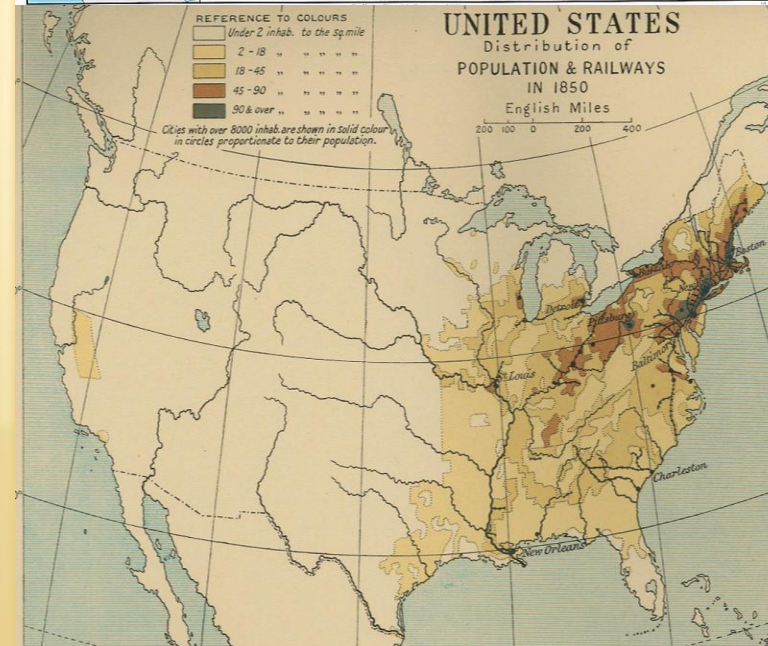 REFERENCE TO COLOURS
Under 2 inhab. to the sq.mile
2 - 18 " " " " "
18 - 45 " " " " "
45 - 90 " " " " "
90 & over " " " " "
Cities with over 8000 inhab. are shown in solid colour
in circles proportionate to their population.
UNITED STATES
Distribution of
POPULATION & RAILWAYS
IN 1850
English Miles
200 100 0 200 400
Boston
Detroit
Pittsburg
Baltimore
St Louis
Charleston
New Orleans